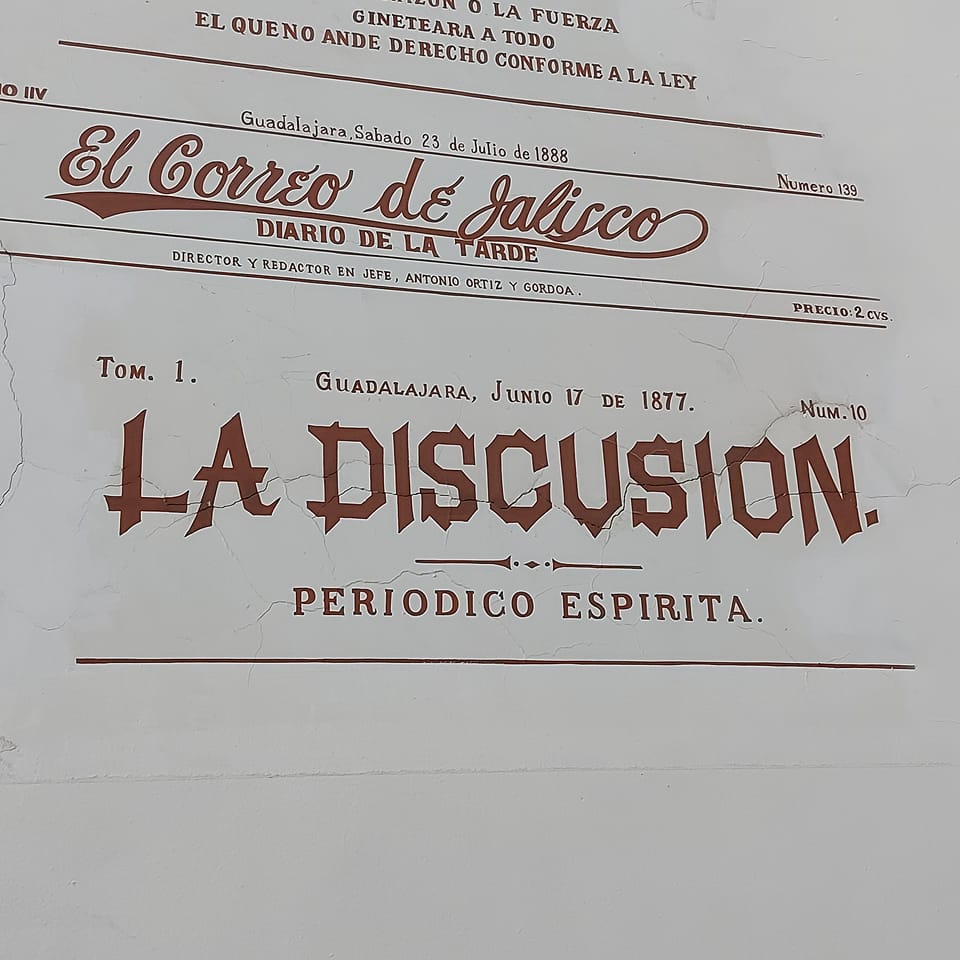 O LA FUERZA
GINETEARA A TODO
EL QUENO ANDE DERECHO CONFORME A LA LEY
IIV
Guadalajara, Sabado 23 de Julio de 1888
Numero 139
El Correo de Jalisco
DIARIO DE LA TARDE
DIRECTOR Y REDACTOR EN JEFE, ANTONIO ORTIZ Y GORDOA.
PRECIO: 2 CVS.
TOM. 1.
GUADALAJARA, JUNIO 17 DE 1877.
NUM. 10
LA DISCUSION.
PERIODICO ESPIRITA.